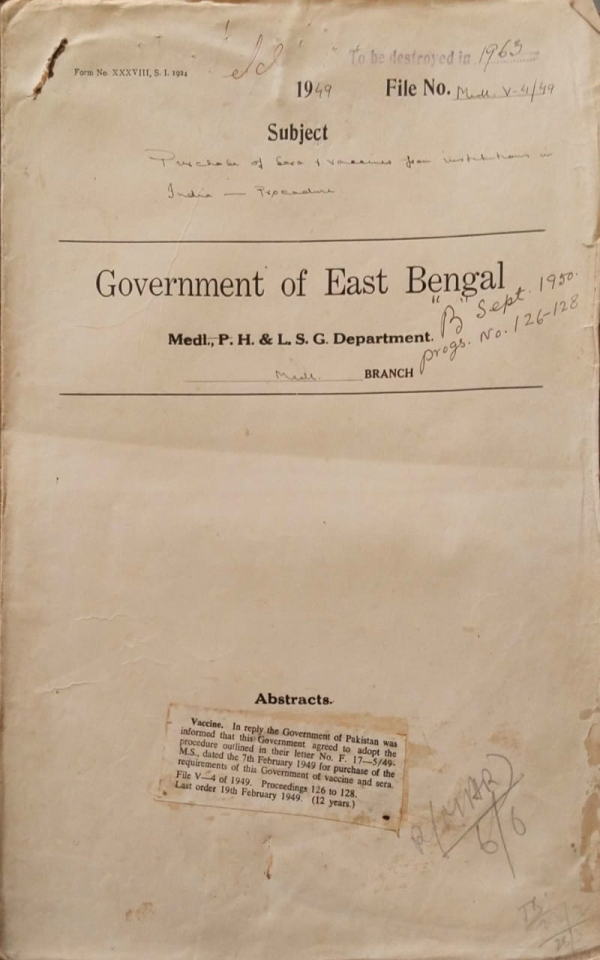 To be destroyed in 1963
Form No. XXXVIII, S. I. 1924
1949 File No. Medl. V-4/49
Subject
Purchase of Sera & vaccines from institutions in
India — Procedure
Government of East Bengal
Medl., P. H. & L. S. G. Department.
Medl. BRANCH
"B" Sept. 1950.
progs. No. 126-128
Abstracts.
Vaccine. In reply the Government of Pakistan was
informed that this Government agreed to adopt the
procedure outlined in their letter No. F. 17—5/49-
M.S., dated the 7th February 1949 for purchase of the
requirements of this Government of vaccine and sera.
File V—4 of 1949. Proceedings 126 to 128.
Last order 19th February 1949. (12 years.)
6/6